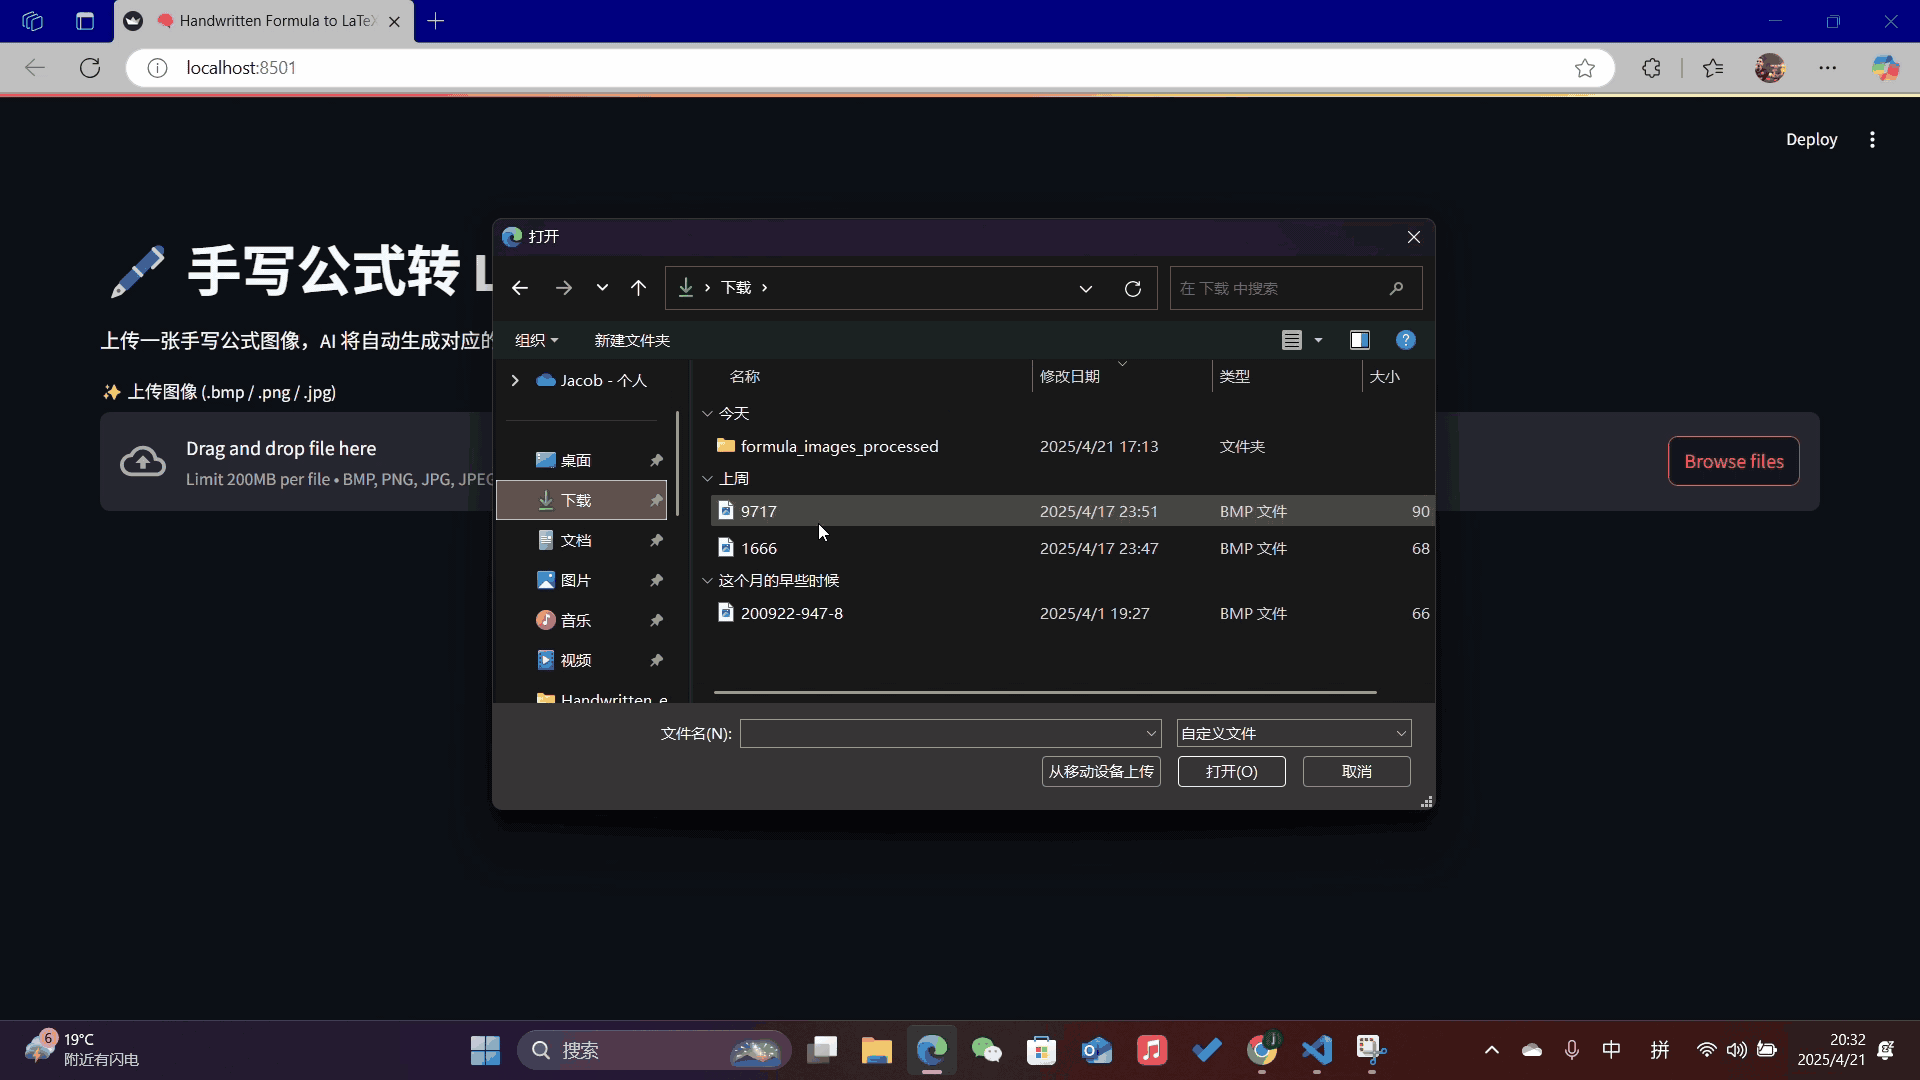 Handwritten Formula to LaTeX
localhost:8501
Deploy
手写公式转 L
上传一张手写公式图像，AI 将自动生成对应的
✨ 上传图像 (.bmp / .png / .jpg)
Drag and drop file here
Limit 200MB per file • BMP, PNG, JPG, JPEG
Browse files
打开
下载
在 下载 中搜索
组织
新建文件夹
Jacob - 个人
桌面
下载
文档
图片
音乐
视频
Handwritten_e
名称 修改日期 类型 大小
今天
formula_images_processed 2025/4/21 17:13 文件夹
上周
9717 2025/4/17 23:51 BMP 文件 90
1666 2025/4/17 23:47 BMP 文件 68
这个月的早些时候
200922-947-8 2025/4/1 19:27 BMP 文件 66
文件名(N):
自定义文件
从移动设备上传
打开(O)
取消
6
19°C
附近有闪电
搜索
j
中
拼
20:32
2025/4/21